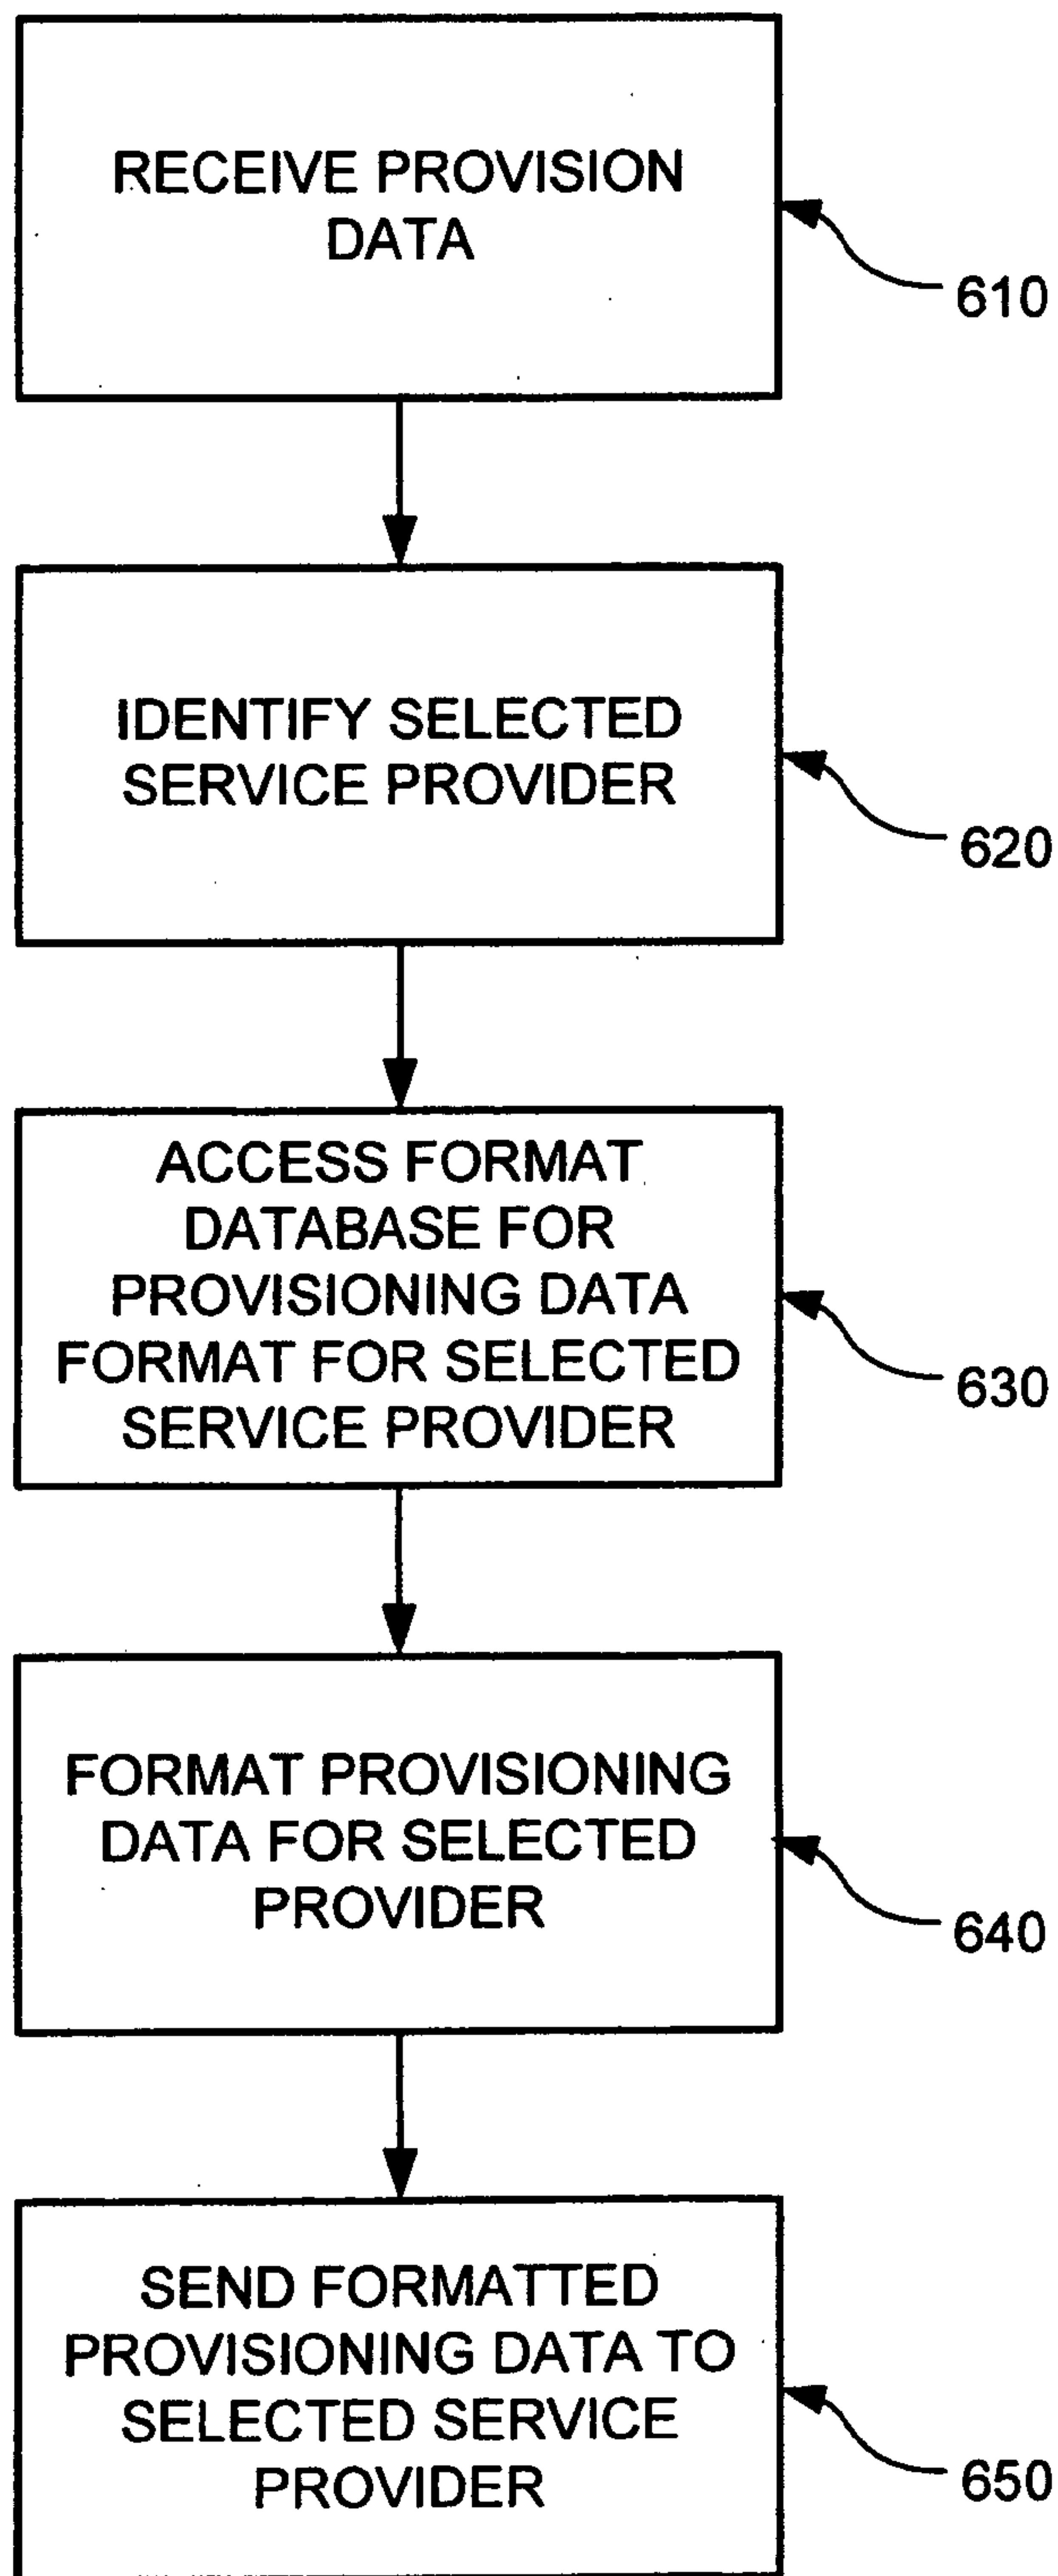 RECEIVE PROVISION
DATA
610
IDENTIFY SELECTED
SERVICE PROVIDER
620
ACCESS FORMAT
DATABASE FOR
PROVISIONING DATA
FORMAT FOR SELECTED
SERVICE PROVIDER
630
FORMAT PROVISIONING
DATA FOR SELECTED
PROVIDER
640
SEND FORMATTED
PROVISIONING DATA TO
SELECTED SERVICE
PROVIDER
650